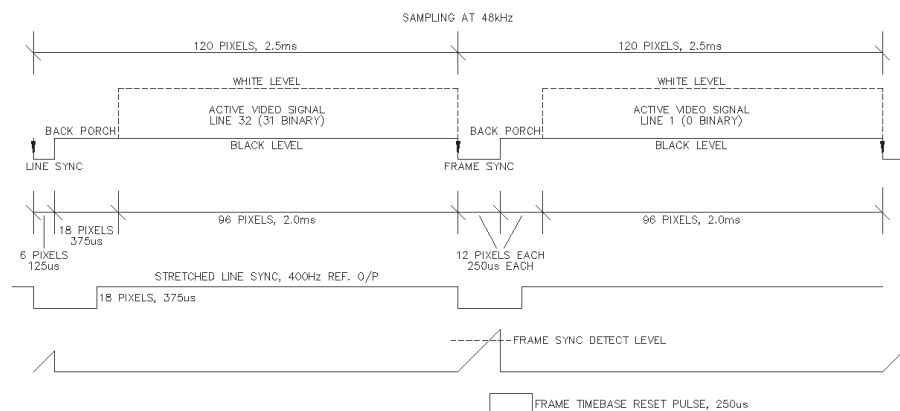 SAMPLING AT 48kHz
120 PIXELS, 2.5ms
120 PIXELS, 2.5ms
WHITE LEVEL
WHITE LEVEL
ACTIVE VIDEO SIGNAL
LINE 32 (31 BINARY)
ACTIVE VIDEO SIGNAL
LINE 1 (0 BINARY)
BACK PORCH
BACK PORCH
BLACK LEVEL
BLACK LEVEL
LINE SYNC
FRAME SYNC
18 PIXELS
375us
96 PIXELS, 2.0ms
96 PIXELS, 2.0ms
6 PIXELS
125us
12 PIXELS EACH
250us EACH
STRETCHED LINE SYNC, 400Hz REF. O/P
18 PIXELS, 375us
FRAME SYNC DETECT LEVEL
FRAME TIMEBASE RESET PULSE, 250us